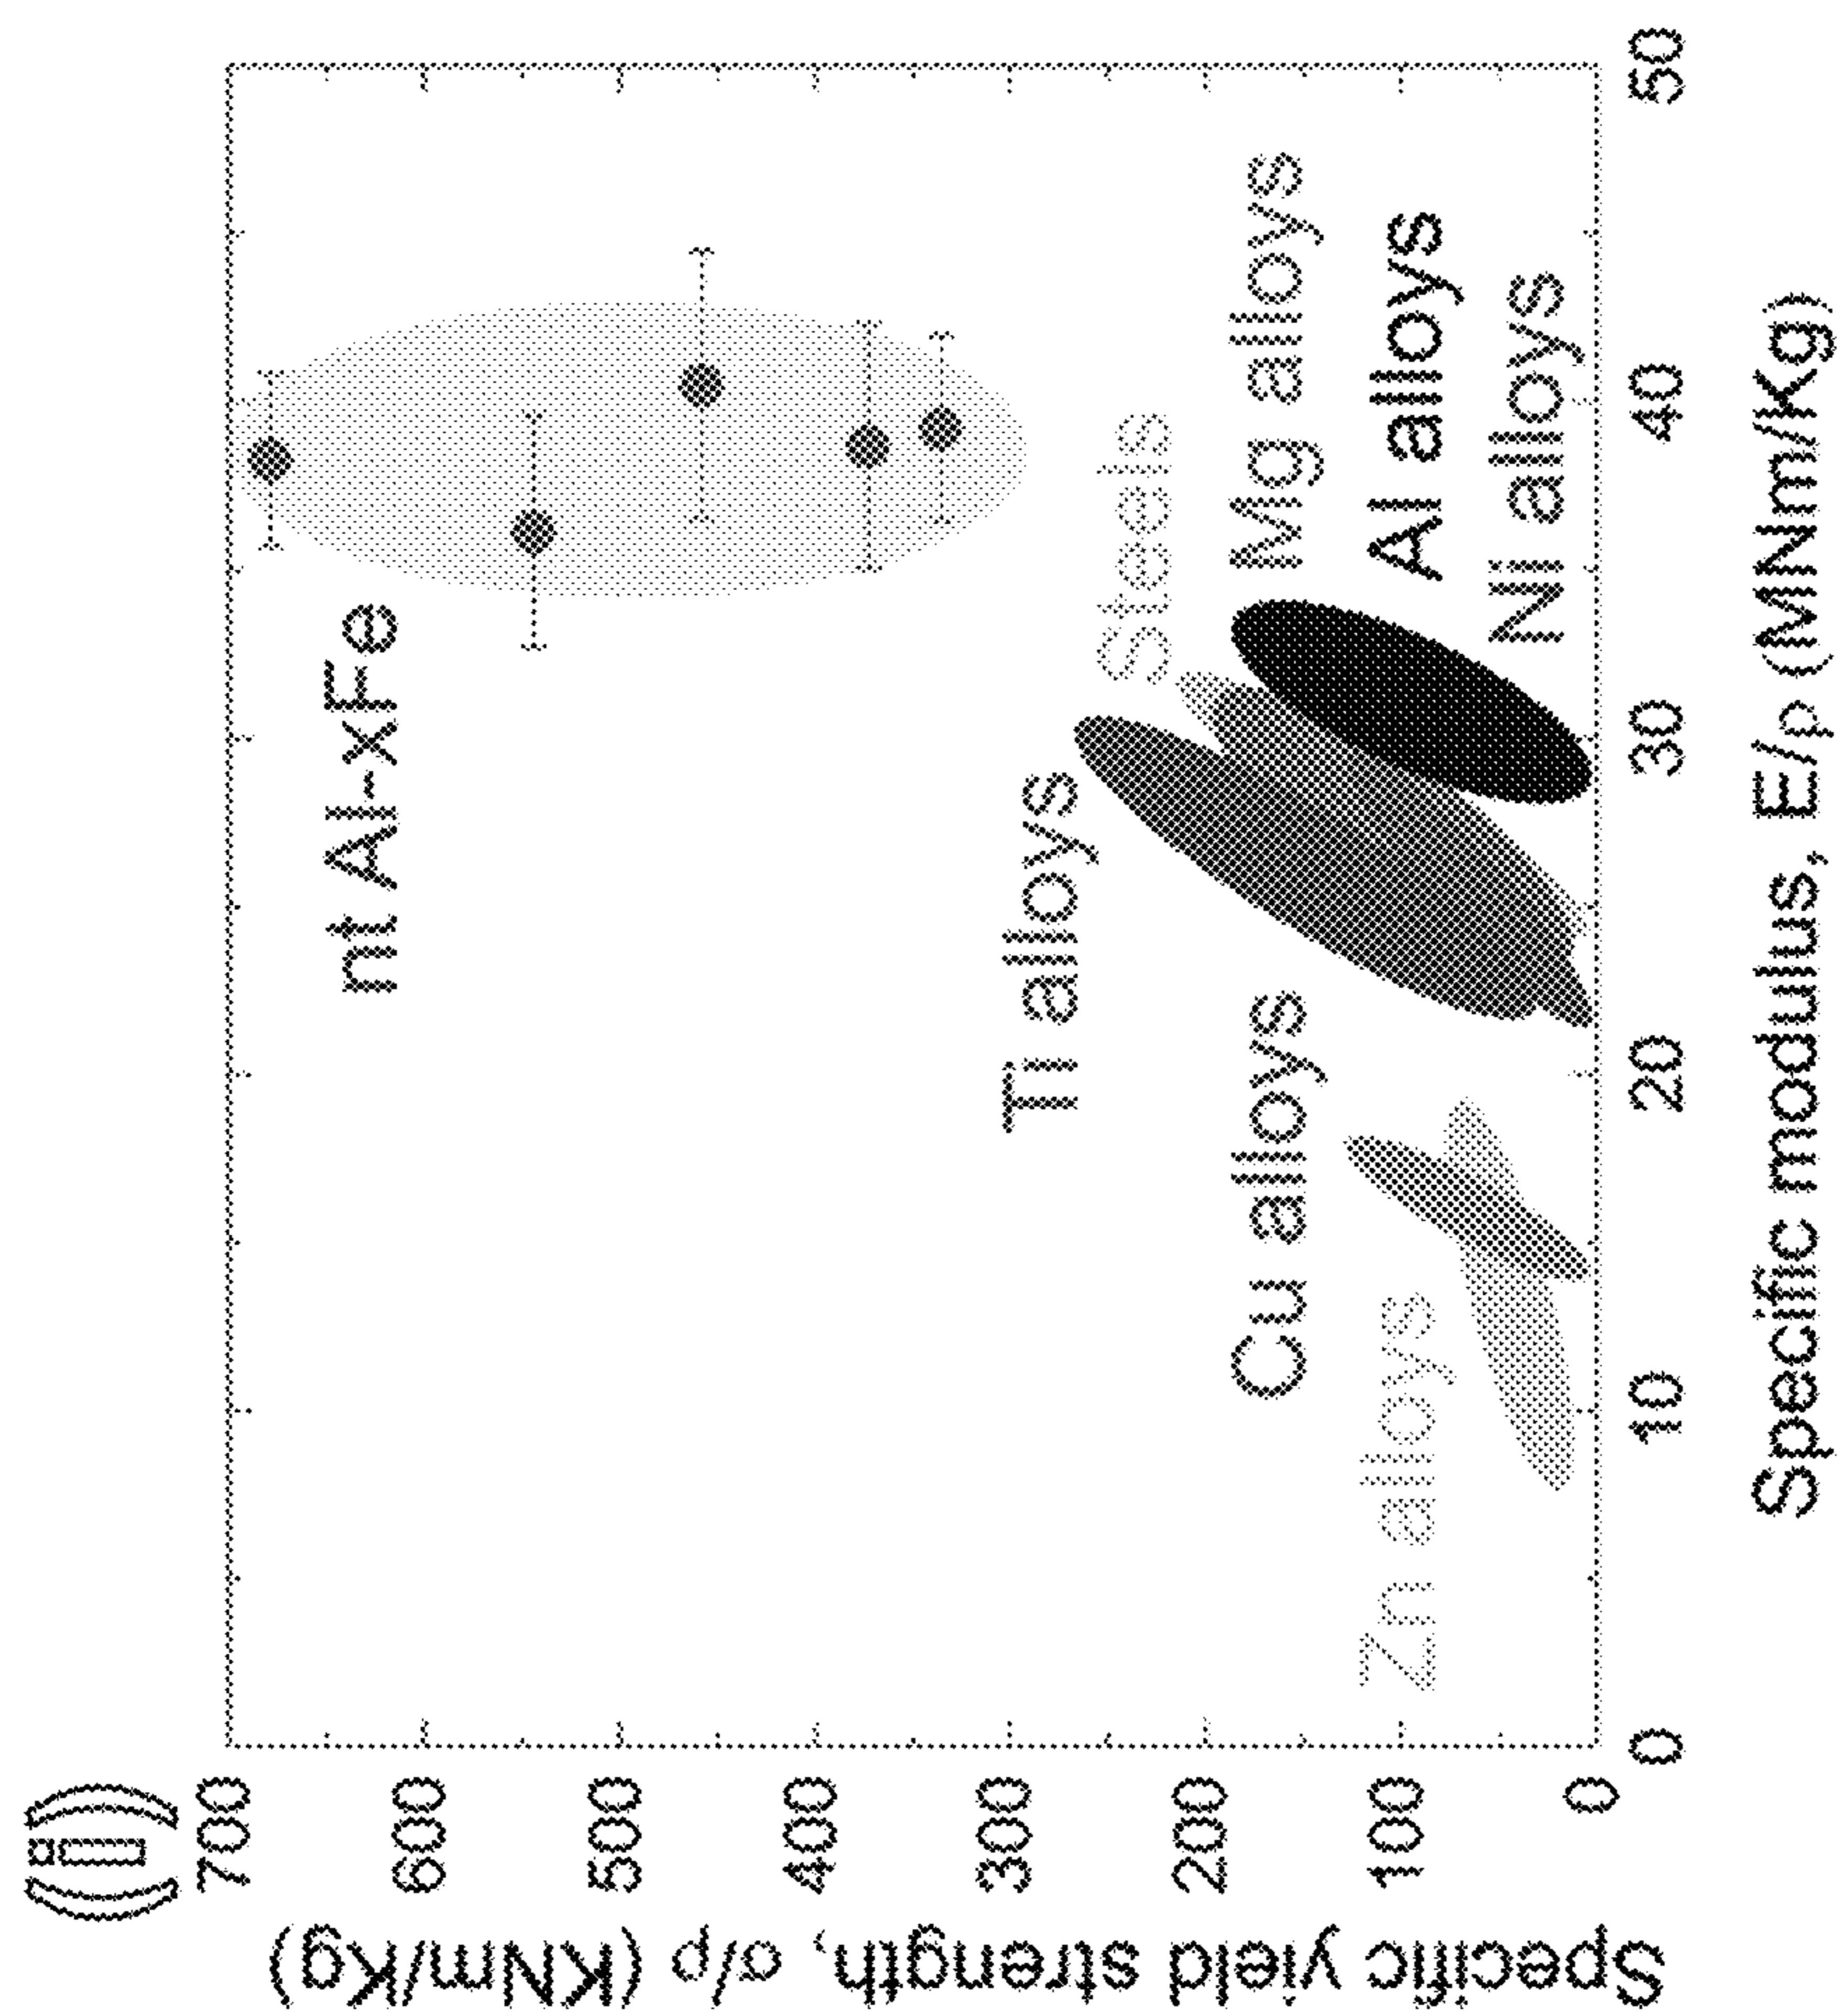 (i)
700
600
500
400
300
200
100
0
Specific yield strength, σ/ρ (KNm/Kg)
nt Al-xFe
Ti alloys
Steels
Cu alloys
Mg alloys
Zn alloys
Al alloys
Ni alloys
0 10 20 30 40 50
Specific modulus, E/ρ (MNm/Kg)